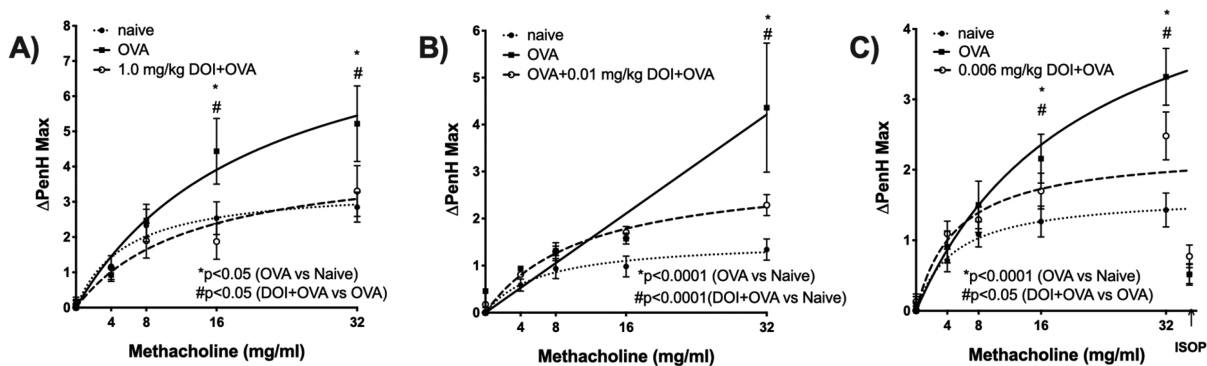 A)
8
7
6
5
4
3
2
1
0
ΔPenH Max
naive
OVA
1.0 mg/kg DOI+OVA
*
#
*
#
*p<0.05 (OVA vs Naive)
#p<0.05 (DOI+OVA vs OVA)
4 8 16 32
Methacholine (mg/ml)
B)
6
5
4
3
2
1
0
ΔPenH Max
naive
OVA
OVA+0.01 mg/kg DOI+OVA
*
#
*p<0.0001 (OVA vs Naive)
#p<0.0001(DOI+OVA vs Naive)
4 8 16 32
Methacholine (mg/ml)
C)
4
3
2
1
0
ΔPenH Max
naive
OVA
0.006 mg/kg DOI+OVA
*
#
*
#
*p<0.0001 (OVA vs Naive)
#p<0.05 (DOI+OVA vs OVA)
4 8 16 32
↑
ISOP
Methacholine (mg/ml)